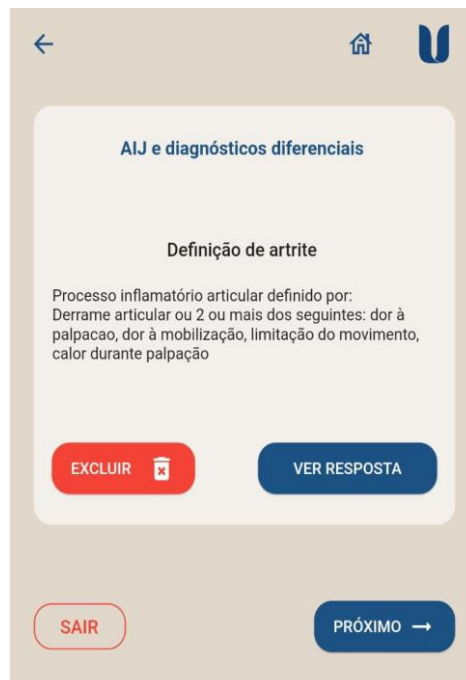 AIJ e diagnósticos diferenciais
Definição de artrite
Processo inflamatório articular definido por:
Derrame articular ou 2 ou mais dos seguintes: dor à
palpacao, dor à mobilização, limitação do movimento,
calor durante palpação
EXCLUIR
VER RESPOSTA
SAIR
PRÓXIMO →